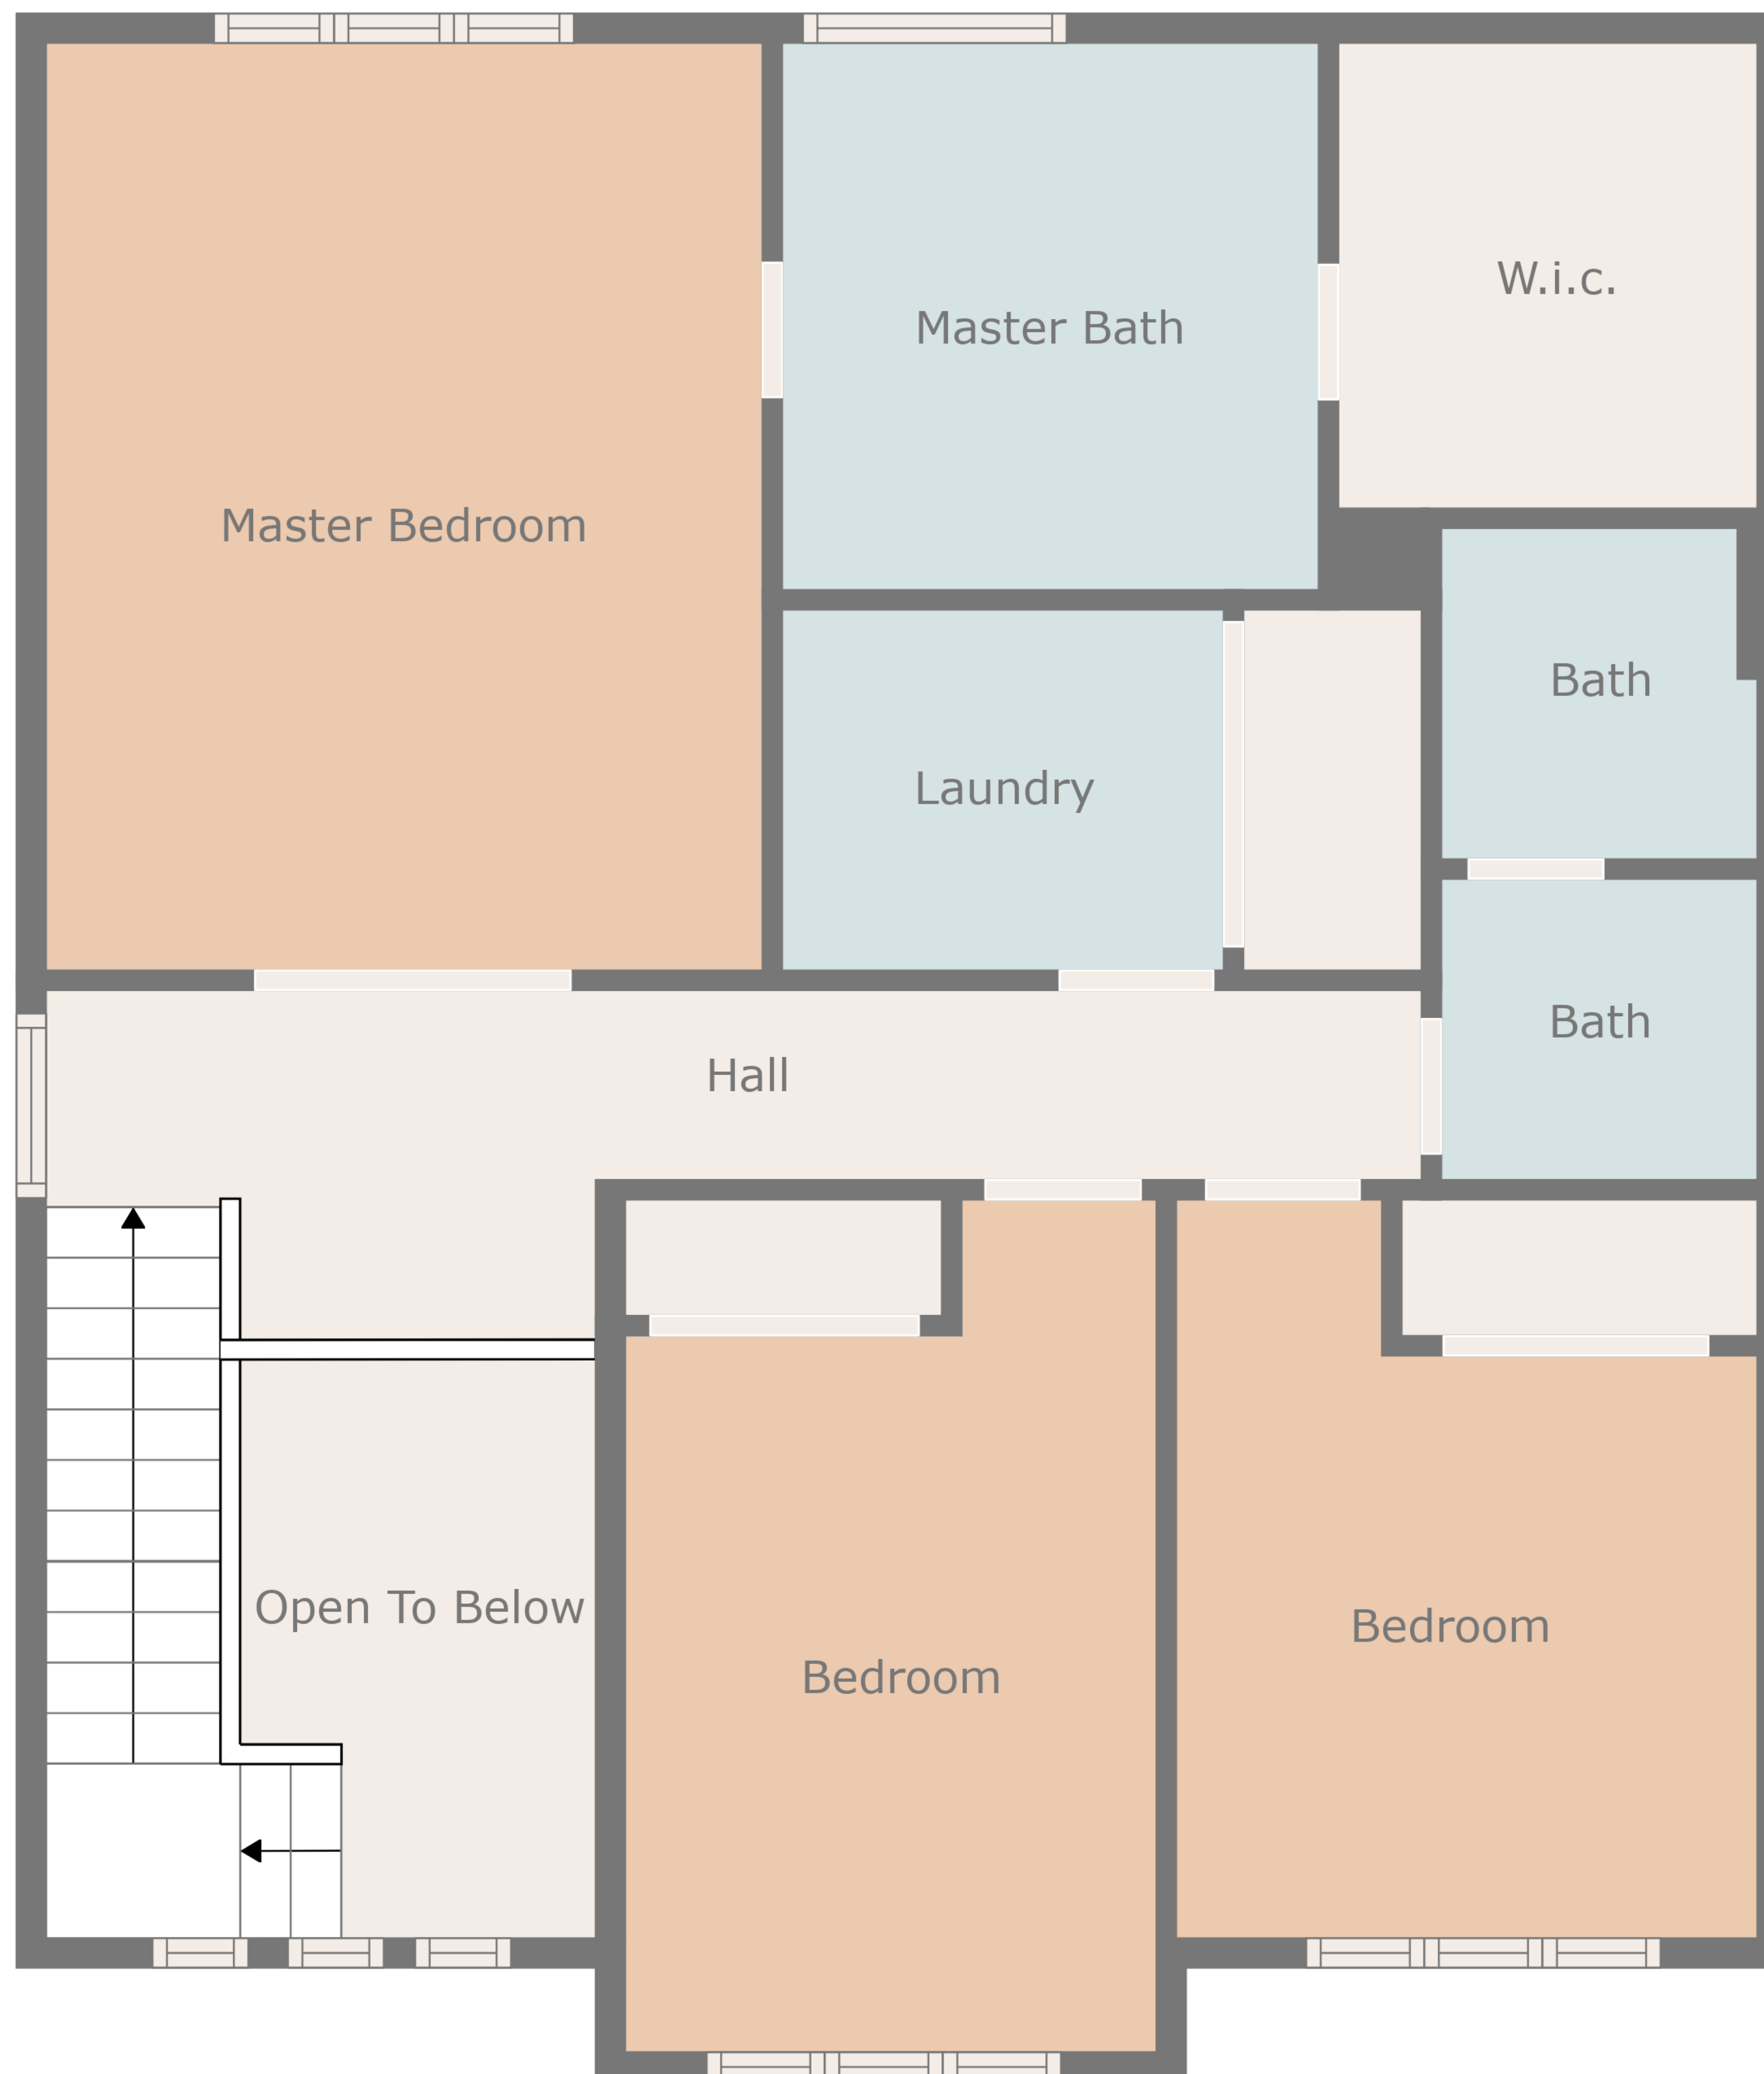 W.i.c.
Master Bath
Master Bedroom
Bath
Laundry
Bath
Hall
Open To Below
Bedroom
Bedroom